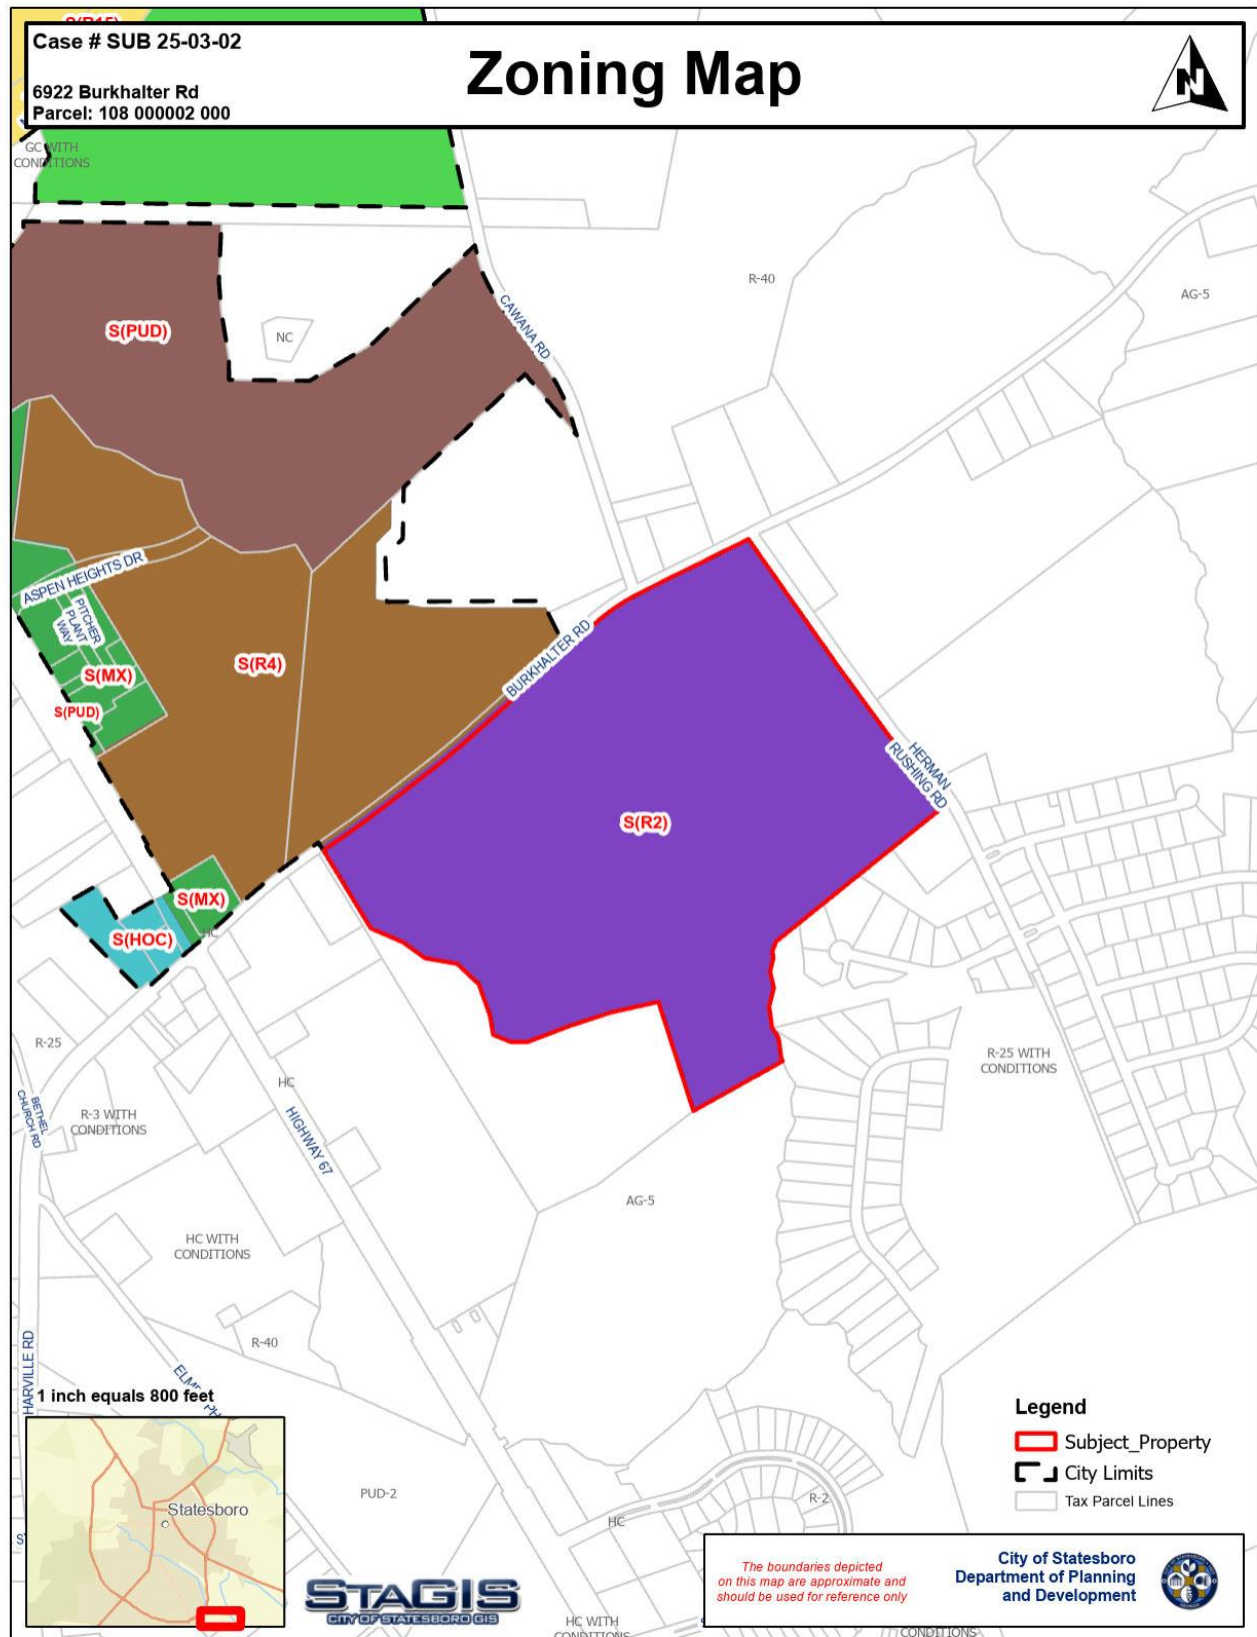 S(R15)
Case # SUB 25-03-02
6922 Burkhalter Rd
Parcel: 108 000002 000
Zoning Map
N
GC WITH
CONDITIONS
R-40
AG-5
S(PUD)
NC
CAWANA RD
ASPEN HEIGHTS DR
PITCHER
PLANT
WAY
S(MX)
S(PUD)
S(R4)
BURKHALTER RD
HERMAN
RUSHING RD
S(R2)
S(MX)
S(HOC)
HC
R-25
BETHEL
CHURCH RD
R-3 WITH
CONDITIONS
HC
HIGHWAY 67
R-25 WITH
CONDITIONS
AG-5
HC WITH
CONDITIONS
R-40
HARVILLE RD
1 inch equals 800 feet
Statesboro
PUD-2
HC
R-2
Legend
Subject_Property
City Limits
Tax Parcel Lines
STAGIS
CITY OF STATESBORO GIS
HC WITH
CONDITIONS
The boundaries depicted
on this map are approximate and
should be used for reference only
City of Statesboro
Department of Planning
and Development
CONDITIONS